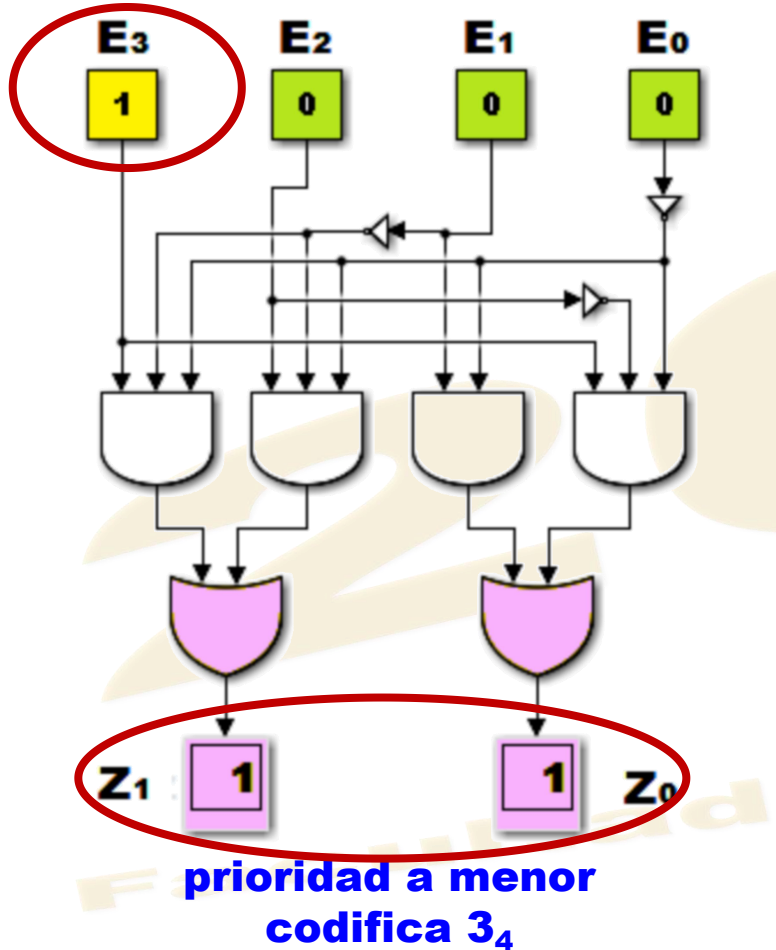 E3 E2 E1 E0
1 0 0 0
Z1 1 1 Z0
prioridad a menor
codifica 34